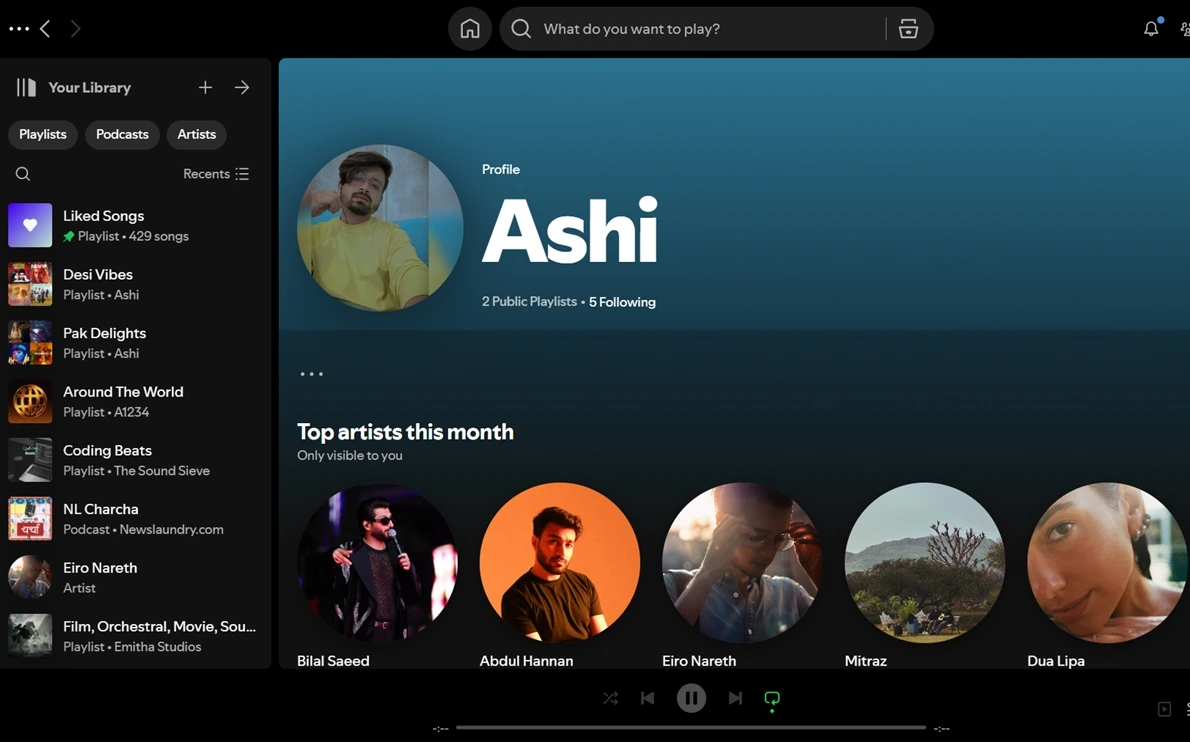 What do you want to play?
Your Library
Playlists
Podcasts
Artists
Recents
Liked Songs
Playlist • 429 songs
Desi Vibes
Playlist • Ashi
Pak Delights
Playlist • Ashi
Around The World
Playlist • A1234
Coding Beats
Playlist • The Sound Sieve
NL Charcha
Podcast • Newslaundry.com
चर्चा
Eiro Nareth
Artist
Film, Orchestral, Movie, Sou...
Playlist • Emitha Studios
Profile
Ashi
2 Public Playlists • 5 Following
Top artists this month
Only visible to you
Bilal Saeed
Abdul Hannan
Eiro Nareth
Mitraz
Dua Lipa
-:--
-:--